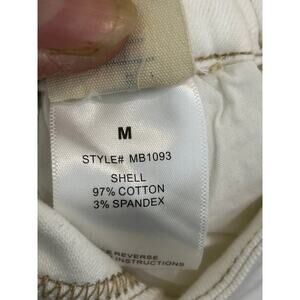 M
STYLE# MB1093
SHELL
97% COTTON
3% SPANDEX
REVERSE
INSTRUCTIONS